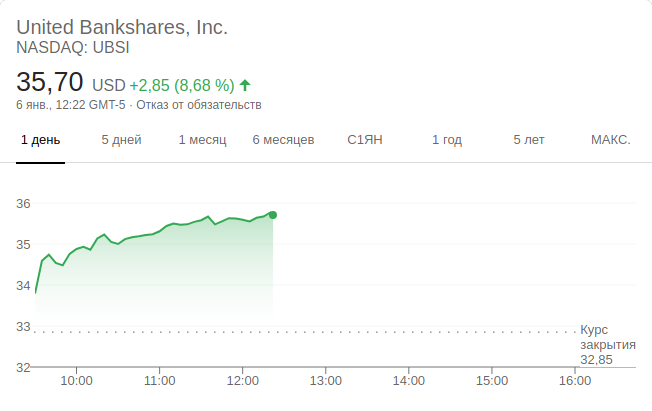 United Bankshares, Inc.
NASDAQ: UBSI
35,70 USD +2,85 (8,68 %)
6 янв., 12:22 GMT-5 · Отказ от обязательств
1 день 5 дней 1 месяц 6 месяцев С1ЯН 1 год 5 лет МАКС.
36
35
34
33
Курс
закрытия
32,85
32
10:00 11:00 12:00 13:00 14:00 15:00 16:00